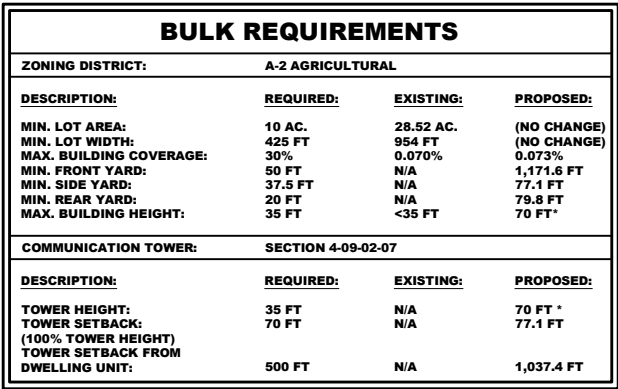 BULK REQUIREMENTS
ZONING DISTRICT: A-2 AGRICULTURAL
DESCRIPTION: REQUIRED: EXISTING: PROPOSED:
MIN. LOT AREA: 10 AC. 28.52 AC. (NO CHANGE)
MIN. LOT WIDTH: 425 FT 954 FT (NO CHANGE)
MAX. BUILDING COVERAGE: 30% 0.070% 0.073%
MIN. FRONT YARD: 50 FT N/A 1,171.6 FT
MIN. SIDE YARD: 37.5 FT N/A 77.1 FT
MIN. REAR YARD: 20 FT N/A 79.8 FT
MAX. BUILDING HEIGHT: 35 FT <35 FT 70 FT*
COMMUNICATION TOWER: SECTION 4-09-02-07
DESCRIPTION: REQUIRED: EXISTING: PROPOSED:
TOWER HEIGHT: 35 FT N/A 70 FT *
TOWER SETBACK: 70 FT N/A 77.1 FT
(100% TOWER HEIGHT)
TOWER SETBACK FROM
DWELLING UNIT: 500 FT N/A 1,037.4 FT